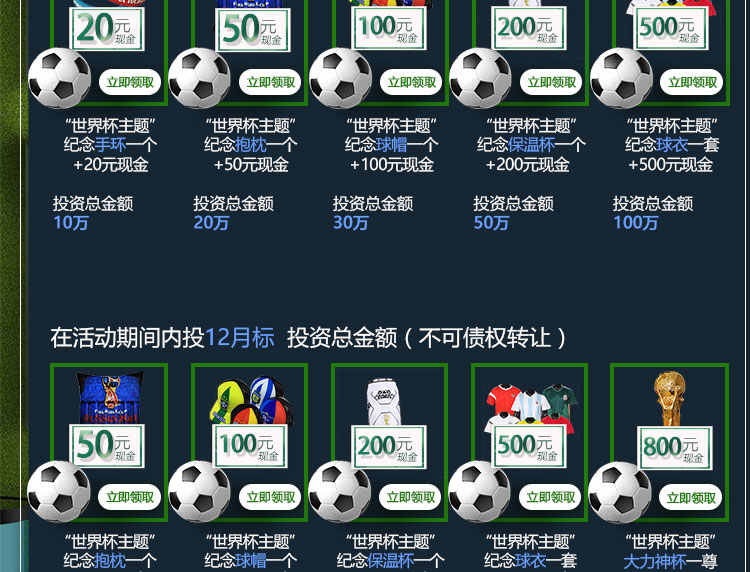 20元现金
50元现金
100元现金
200元现金
500元现金
立即领取
立即领取
立即领取
立即领取
立即领取
“世界杯主题”
纪念手环一个
+20元现金
“世界杯主题”
纪念抱枕一个
+50元现金
“世界杯主题”
纪念球帽一个
+100元现金
“世界杯主题”
纪念保温杯一个
+200元现金
“世界杯主题”
纪念球衣一套
+500元现金
投资总金额
10万
投资总金额
20万
投资总金额
30万
投资总金额
50万
投资总金额
100万
在活动期间内投12月标 投资总金额（不可债权转让）
50元现金
100元现金
200元现金
500元现金
800元现金
立即领取
立即领取
立即领取
立即领取
立即领取
“世界杯主题”
纪念抱枕一个
“世界杯主题”
纪念球帽一个
“世界杯主题”
纪念保温杯一个
“世界杯主题”
纪念球衣一套
“世界杯主题”
大力神杯一尊